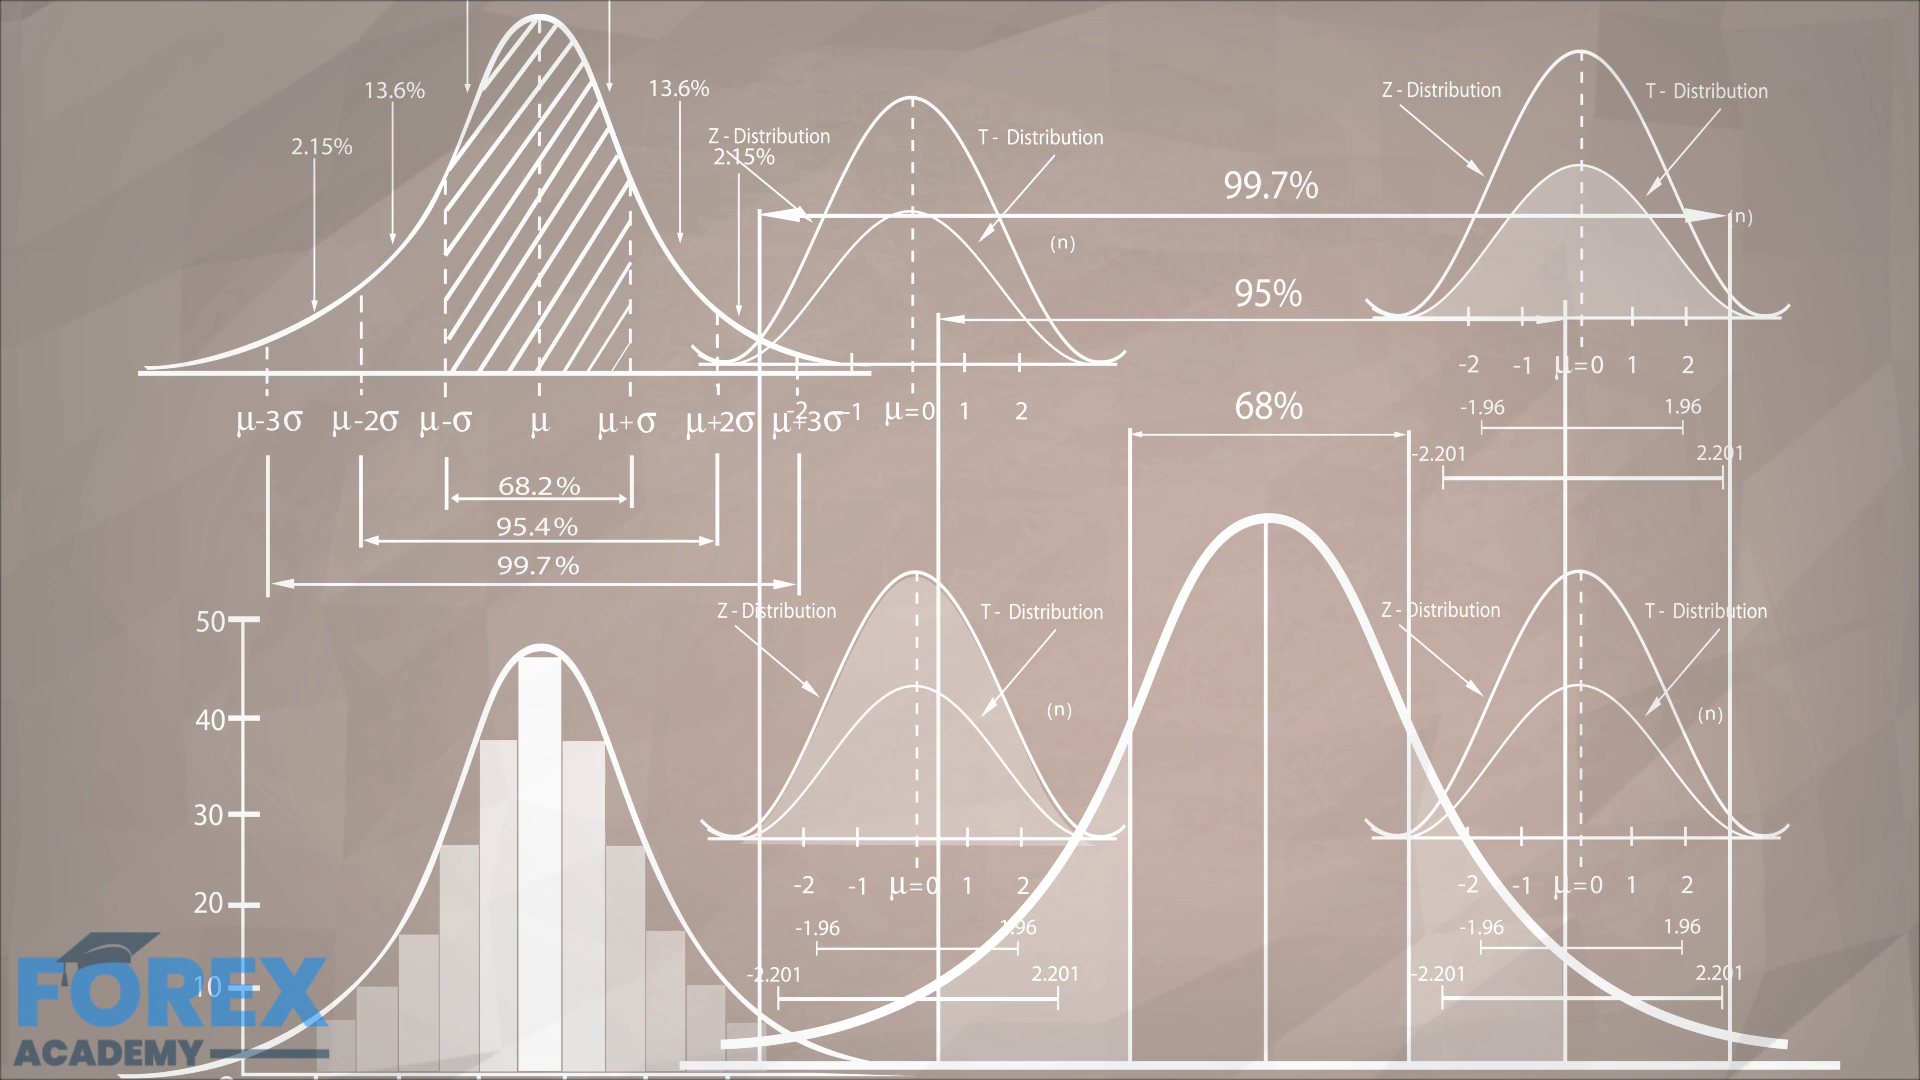 13.6%
2.15%
13.6%
2.15%
μ-3σ
μ-2σ
μ-σ
μ
μ+σ
μ+2σ
μ+3σ
68.2%
95.4%
99.7%
Z - Distribution
T - Distribution
(n)
-2
-1
μ=0
1
2
99.7%
95%
68%
Z - Distribution
T - Distribution
(n)
-2
-1
μ=0
1
2
-1.96
1.96
-2.201
2.201
50
40
30
20
10
Z - Distribution
T - Distribution
(n)
-2
-1
μ=0
1
2
-1.96
1.96
-2.201
2.201
Z - Distribution
T - Distribution
(n)
-2
-1
μ=0
1
2
-1.96
1.96
-2.201
2.201
FOREX
ACADEMY